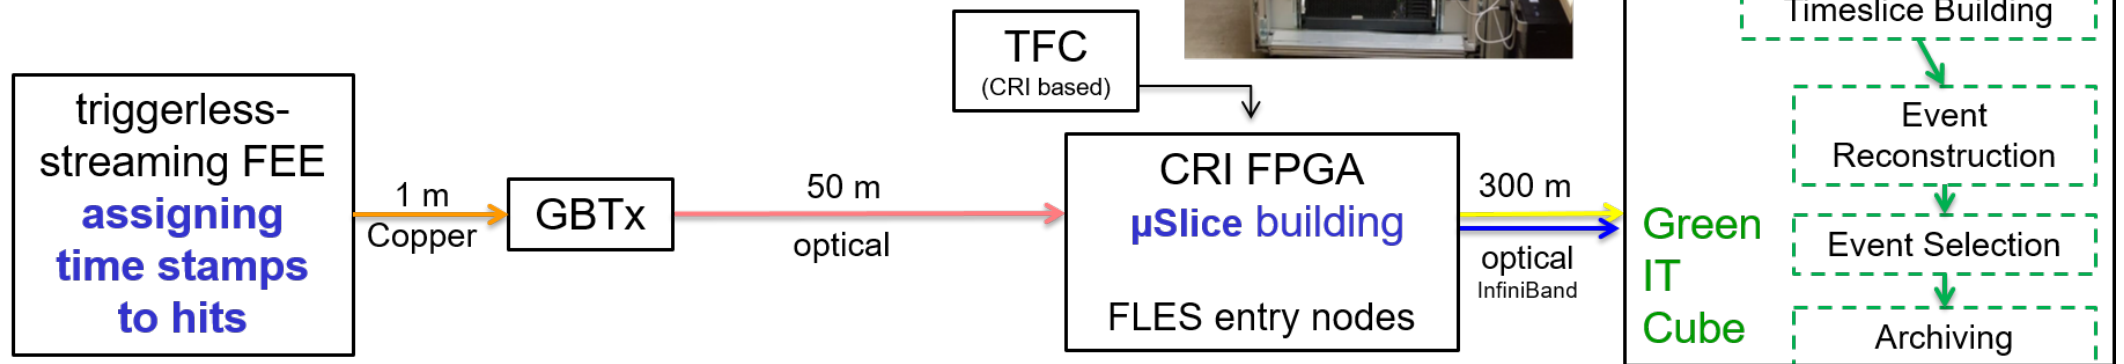 triggerless-
streaming FEE
assigning
time stamps
to hits
1 m
Copper
GBTx
50 m
optical
TFC
(CRI based)
CRI FPGA
µSlice building
FLES entry nodes
300 m
optical
InfiniBand
Green
IT
Cube
Timeslice Building
Event
Reconstruction
Event Selection
Archiving